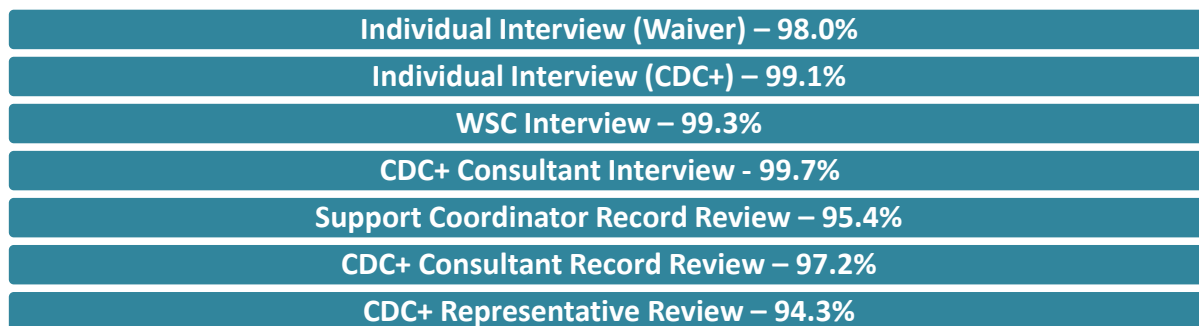 Individual Interview (Waiver) – 98.0%
Individual Interview (CDC+) – 99.1%
WSC Interview – 99.3%
CDC+ Consultant Interview - 99.7%
Support Coordinator Record Review – 95.4%
CDC+ Consultant Record Review – 97.2%
CDC+ Representative Review – 94.3%